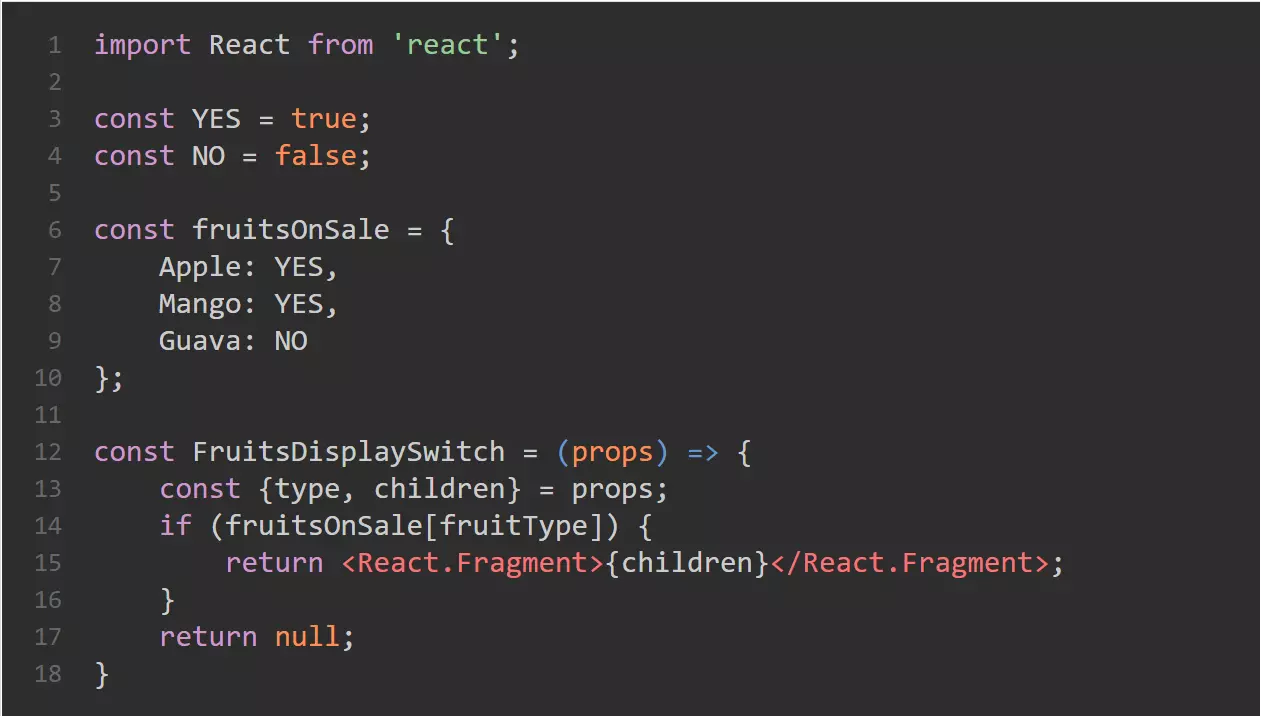 1 import React from 'react';
2
3 const YES = true;
4 const NO = false;
5
6 const fruitsOnSale = {
7     Apple: YES,
8     Mango: YES,
9     Guava: NO
10 };
11
12 const FruitsDisplaySwitch = (props) => {
13     const {type, children} = props;
14     if (fruitsOnSale[fruitType]) {
15         return <React.Fragment>{children}</React.Fragment>;
16     }
17     return null;
18 }